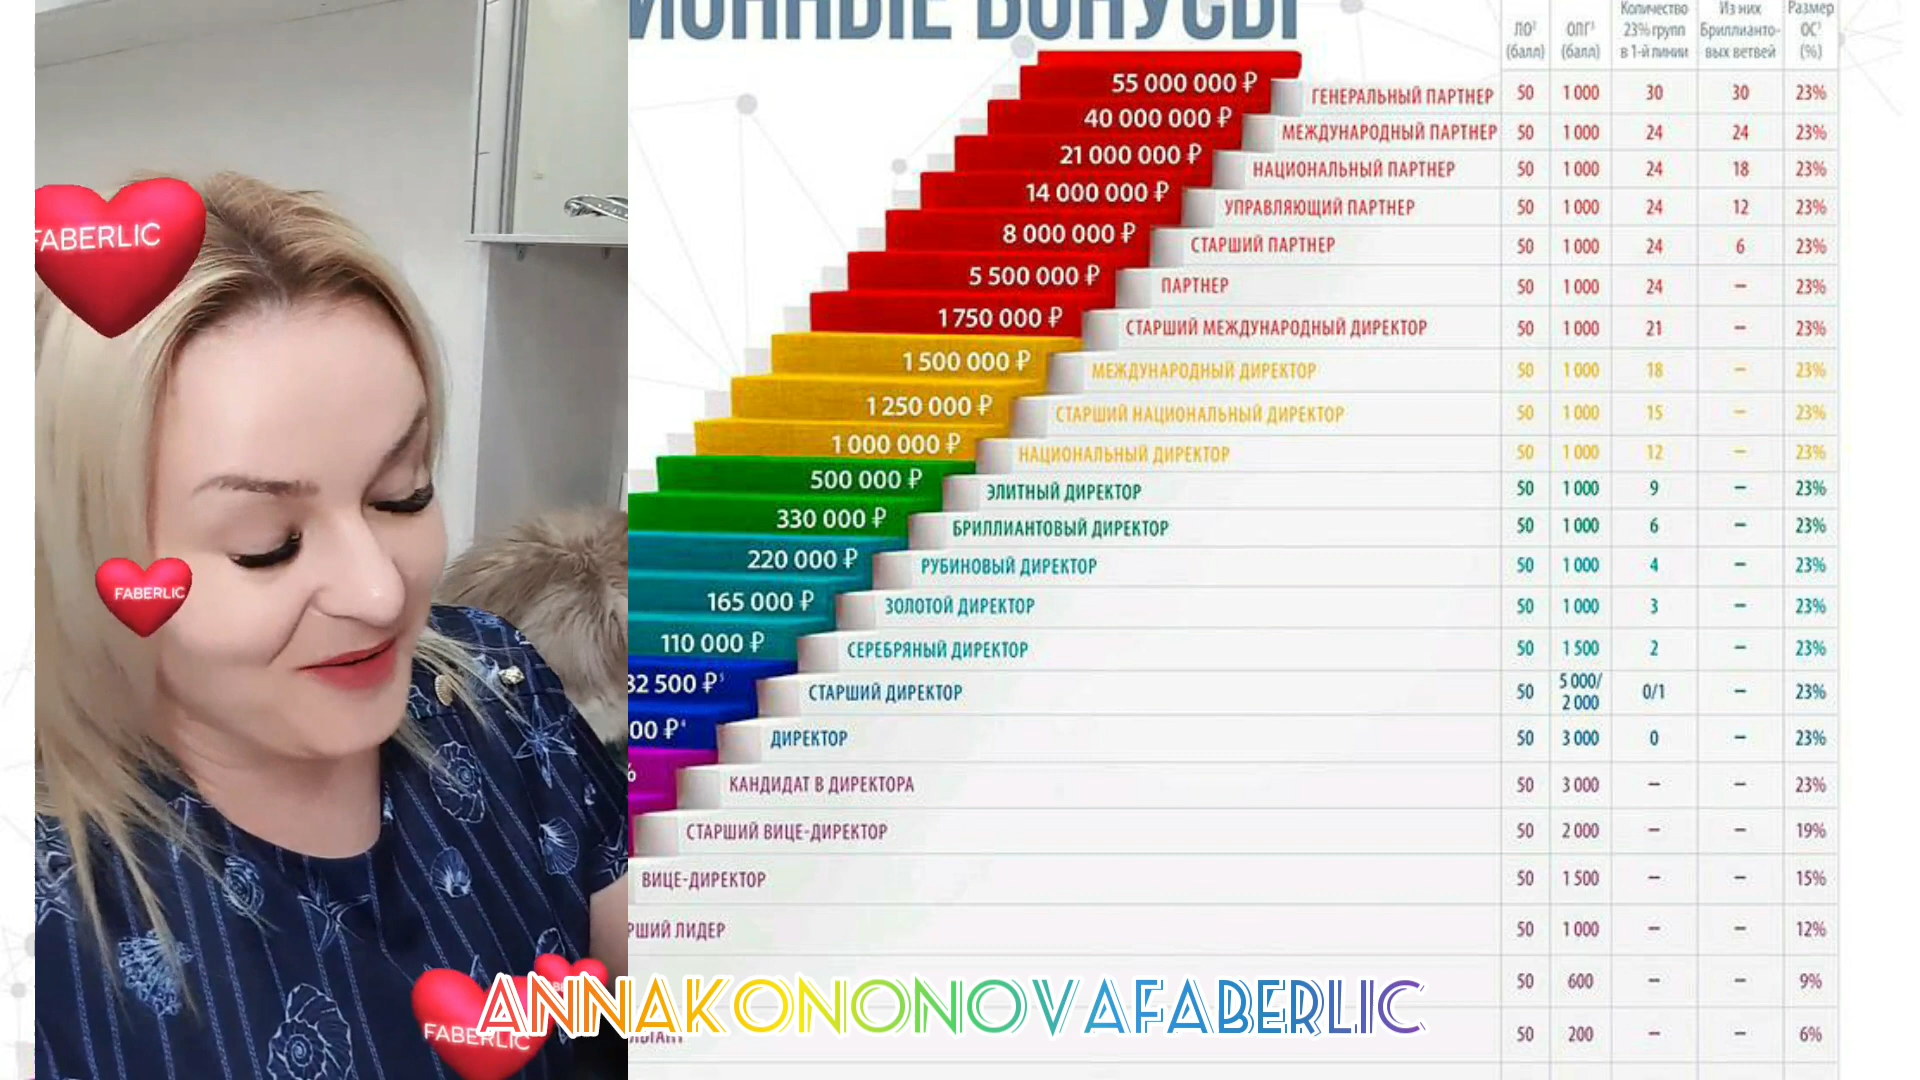 ИОННЫЕ БОНУСЫ
ЛО² (балл)
ОЛГ³ (балл)
Количество 23% групп в 1-й линии
Из них Бриллианто-вых ветвей
Размер ОС¹ (%)
55 000 000 ₽ ГЕНЕРАЛЬНЫЙ ПАРТНЕР 50 1 000 30 30 23%
40 000 000 ₽ МЕЖДУНАРОДНЫЙ ПАРТНЕР 50 1 000 24 24 23%
21 000 000 ₽ НАЦИОНАЛЬНЫЙ ПАРТНЕР 50 1 000 24 18 23%
14 000 000 ₽ УПРАВЛЯЮЩИЙ ПАРТНЕР 50 1 000 24 12 23%
8 000 000 ₽ СТАРШИЙ ПАРТНЕР 50 1 000 24 6 23%
5 500 000 ₽ ПАРТНЕР 50 1 000 24 – 23%
1 750 000 ₽ СТАРШИЙ МЕЖДУНАРОДНЫЙ ДИРЕКТОР 50 1 000 21 – 23%
1 500 000 ₽ МЕЖДУНАРОДНЫЙ ДИРЕКТОР 50 1 000 18 – 23%
1 250 000 ₽ СТАРШИЙ НАЦИОНАЛЬНЫЙ ДИРЕКТОР 50 1 000 15 – 23%
1 000 000 ₽ НАЦИОНАЛЬНЫЙ ДИРЕКТОР 50 1 000 12 – 23%
500 000 ₽ ЭЛИТНЫЙ ДИРЕКТОР 50 1 000 9 – 23%
330 000 ₽ БРИЛЛИАНТОВЫЙ ДИРЕКТОР 50 1 000 6 – 23%
220 000 ₽ РУБИНОВЫЙ ДИРЕКТОР 50 1 000 4 – 23%
165 000 ₽ ЗОЛОТОЙ ДИРЕКТОР 50 1 000 3 – 23%
110 000 ₽ СЕРЕБРЯНЫЙ ДИРЕКТОР 50 1 500 2 – 23%
82 500 ₽⁵ СТАРШИЙ ДИРЕКТОР 50 5 000/ 2 000 0/1 – 23%
00 ₽⁴ ДИРЕКТОР 50 3 000 0 – 23%
% КАНДИДАТ В ДИРЕКТОРА 50 3 000 – – 23%
СТАРШИЙ ВИЦЕ-ДИРЕКТОР 50 2 000 – – 19%
ВИЦЕ-ДИРЕКТОР 50 1 500 – – 15%
РШИЙ ЛИДЕР 50 1 000 – – 12%
50 600 – – 9%
50 200 – – 6%
FABERLIC
FABERLIC
FABERLIC
ANNAKONONOVAFABERLIC